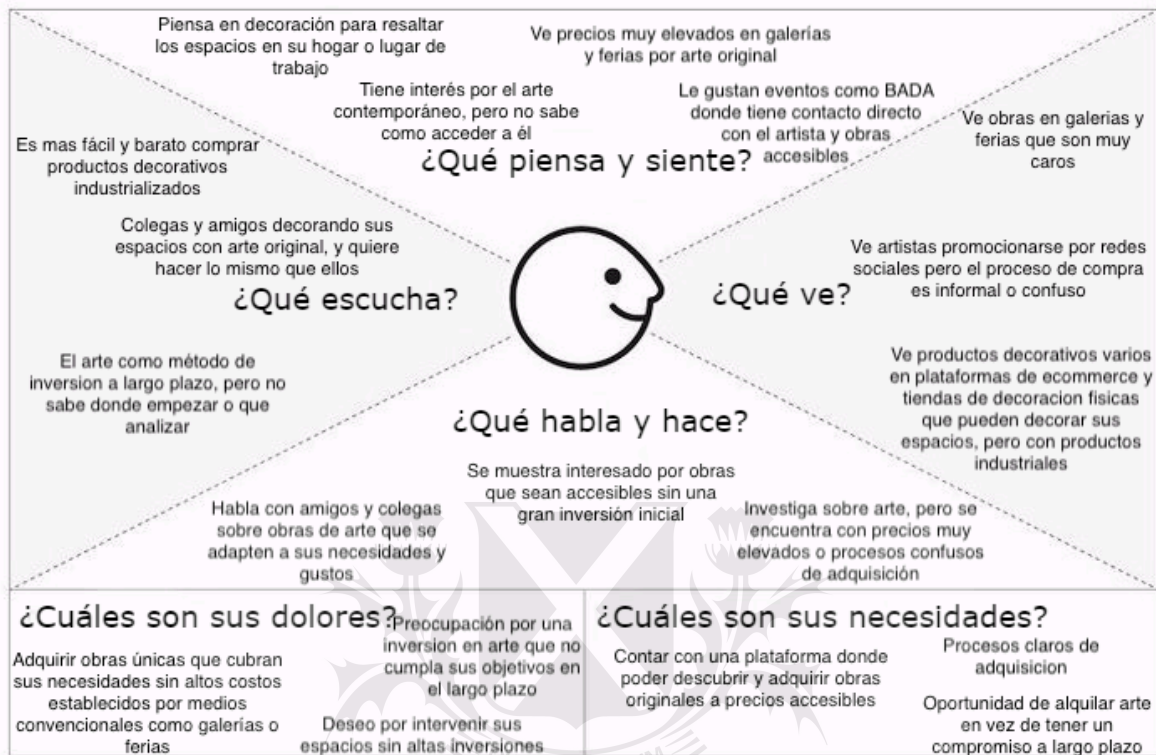 Piensa en decoración para resaltar
los espacios en su hogar o lugar de
trabajo
Ve precios muy elevados en galerías
y ferias por arte original
Tiene interés por el arte
contemporáneo, pero no sabe
como acceder a él
Le gustan eventos como BADA
donde tiene contacto directo
con el artista y obras
accesibles
¿Qué piensa y siente?
Es mas fácil y barato comprar
productos decorativos
industrializados
Colegas y amigos decorando sus
espacios con arte original, y quiere
hacer lo mismo que ellos
¿Qué escucha?
El arte como método de
inversion a largo plazo, pero no
sabe donde empezar o que
analizar
Ve obras en galerias y
ferias que son muy
caros
Ve artistas promocionarse por redes
sociales pero el proceso de compra
es informal o confuso
¿Qué ve?
Ve productos decorativos varios
en plataformas de ecommerce y
tiendas de decoracion fisicas
que pueden decorar sus
espacios, pero con productos
industriales
¿Qué habla y hace?
Se muestra interesado por obras
que sean accesibles sin una
gran inversión inicial
Habla con amigos y colegas
sobre obras de arte que se
adapten a sus necesidades y
gustos
Investiga sobre arte, pero se
encuentra con precios muy
elevados o procesos confusos
de adquisición
¿Cuáles son sus dolores?
Adquirir obras únicas que cubran
sus necesidades sin altos costos
establecidos por medios
convencionales como galerías o
ferias
Preocupación por una
inversion en arte que no
cumpla sus objetivos en
el largo plazo
Deseo por intervenir sus
espacios sin altas inversiones
¿Cuáles son sus necesidades?
Contar con una plataforma donde
poder descubrir y adquirir obras
originales a precios accesibles
Procesos claros de
adquisicion
Oportunidad de alquilar arte
en vez de tener un
compromiso a largo plazo